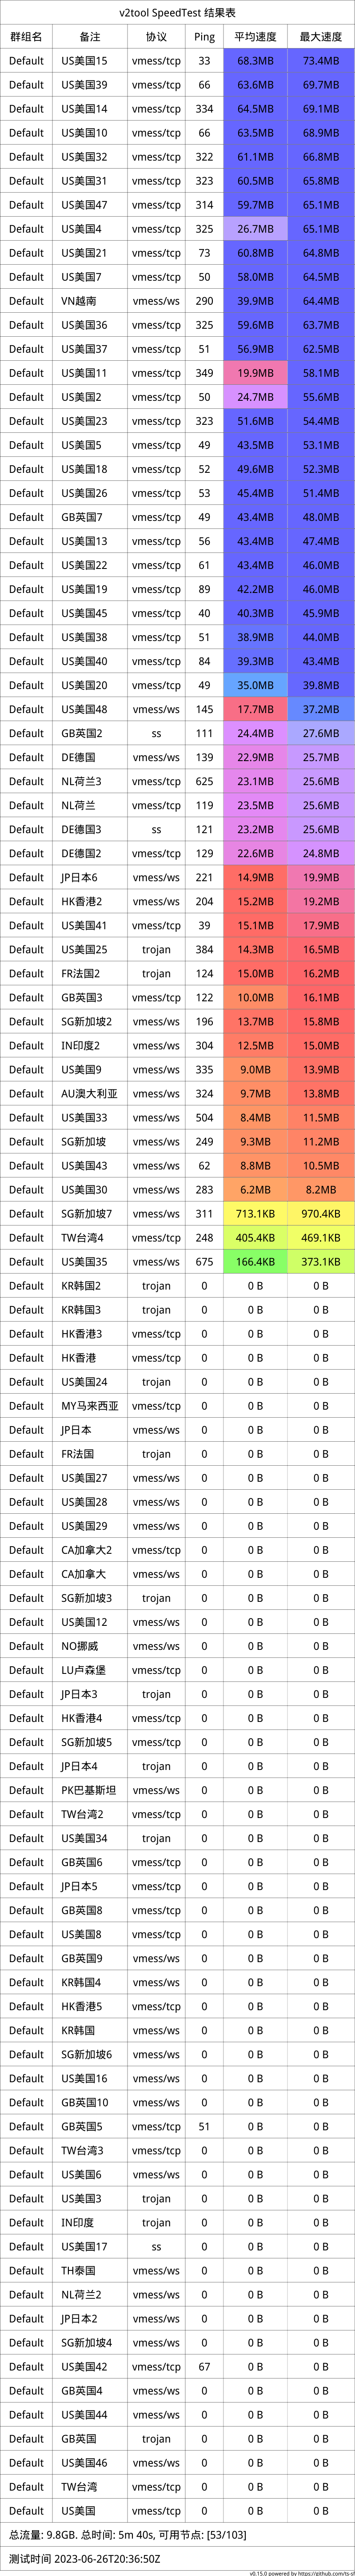 v2tool SpeedTest 结果表
群组名 备注 协议 Ping 平均速度 最大速度
Default US美国15 vmess/tcp 33 68.3MB 73.4MB
Default US美国39 vmess/tcp 66 63.6MB 69.7MB
Default US美国14 vmess/tcp 334 64.5MB 69.1MB
Default US美国10 vmess/tcp 66 63.5MB 68.9MB
Default US美国32 vmess/tcp 322 61.1MB 66.8MB
Default US美国31 vmess/tcp 323 60.5MB 65.8MB
Default US美国47 vmess/tcp 314 59.7MB 65.1MB
Default US美国4 vmess/tcp 325 26.7MB 65.1MB
Default US美国21 vmess/tcp 73 60.8MB 64.8MB
Default US美国7 vmess/tcp 50 58.0MB 64.5MB
Default VN越南 vmess/ws 290 39.9MB 64.4MB
Default US美国36 vmess/tcp 325 59.6MB 63.7MB
Default US美国37 vmess/tcp 51 56.9MB 62.5MB
Default US美国11 vmess/tcp 349 19.9MB 58.1MB
Default US美国2 vmess/tcp 50 24.7MB 55.6MB
Default US美国23 vmess/tcp 323 51.6MB 54.4MB
Default US美国5 vmess/tcp 49 43.5MB 53.1MB
Default US美国18 vmess/tcp 52 49.6MB 52.3MB
Default US美国26 vmess/tcp 53 45.4MB 51.4MB
Default GB英国7 vmess/tcp 49 43.4MB 48.0MB
Default US美国13 vmess/tcp 56 43.4MB 47.4MB
Default US美国22 vmess/tcp 61 43.4MB 46.0MB
Default US美国19 vmess/tcp 89 42.2MB 46.0MB
Default US美国45 vmess/tcp 40 40.3MB 45.9MB
Default US美国38 vmess/tcp 51 38.9MB 44.0MB
Default US美国40 vmess/tcp 84 39.3MB 43.4MB
Default US美国20 vmess/tcp 49 35.0MB 39.8MB
Default US美国48 vmess/ws 145 17.7MB 37.2MB
Default GB英国2 ss 111 24.4MB 27.6MB
Default DE德国 vmess/ws 139 22.9MB 25.7MB
Default NL荷兰3 vmess/tcp 625 23.1MB 25.6MB
Default NL荷兰 vmess/tcp 119 23.5MB 25.6MB
Default DE德国3 ss 121 23.2MB 25.6MB
Default DE德国2 vmess/tcp 129 22.6MB 24.8MB
Default JP日本6 vmess/ws 221 14.9MB 19.9MB
Default HK香港2 vmess/ws 204 15.2MB 19.2MB
Default US美国41 vmess/tcp 39 15.1MB 17.9MB
Default US美国25 trojan 384 14.3MB 16.5MB
Default FR法国2 trojan 124 15.0MB 16.2MB
Default GB英国3 vmess/tcp 122 10.0MB 16.1MB
Default SG新加坡2 vmess/ws 196 13.7MB 15.8MB
Default IN印度2 vmess/tcp 304 12.5MB 15.0MB
Default US美国9 vmess/ws 335 9.0MB 13.9MB
Default AU澳大利亚 vmess/ws 324 9.7MB 13.8MB
Default US美国33 vmess/ws 504 8.4MB 11.5MB
Default SG新加坡 vmess/ws 249 9.3MB 11.2MB
Default US美国43 vmess/tcp 62 8.8MB 10.5MB
Default US美国30 vmess/ws 283 6.2MB 8.2MB
Default SG新加坡7 vmess/ws 311 713.1KB 970.4KB
Default TW台湾4 vmess/tcp 248 405.4KB 469.1KB
Default US美国35 vmess/ws 675 166.4KB 373.1KB
Default KR韩国2 trojan 0 0 B 0 B
Default KR韩国3 trojan 0 0 B 0 B
Default HK香港3 vmess/tcp 0 0 B 0 B
Default HK香港 vmess/tcp 0 0 B 0 B
Default US美国24 trojan 0 0 B 0 B
Default MY马来西亚 vmess/tcp 0 0 B 0 B
Default JP日本 vmess/ws 0 0 B 0 B
Default FR法国 trojan 0 0 B 0 B
Default US美国27 vmess/ws 0 0 B 0 B
Default US美国28 vmess/ws 0 0 B 0 B
Default US美国29 vmess/ws 0 0 B 0 B
Default CA加拿大2 vmess/tcp 0 0 B 0 B
Default CA加拿大 vmess/ws 0 0 B 0 B
Default SG新加坡3 trojan 0 0 B 0 B
Default US美国12 vmess/ws 0 0 B 0 B
Default NO挪威 vmess/ws 0 0 B 0 B
Default LU卢森堡 vmess/tcp 0 0 B 0 B
Default JP日本3 trojan 0 0 B 0 B
Default HK香港4 vmess/tcp 0 0 B 0 B
Default SG新加坡5 vmess/tcp 0 0 B 0 B
Default JP日本4 trojan 0 0 B 0 B
Default PK巴基斯坦 vmess/ws 0 0 B 0 B
Default TW台湾2 vmess/tcp 0 0 B 0 B
Default US美国34 trojan 0 0 B 0 B
Default GB英国6 vmess/tcp 0 0 B 0 B
Default JP日本5 vmess/tcp 0 0 B 0 B
Default GB英国8 vmess/tcp 0 0 B 0 B
Default US美国8 vmess/tcp 0 0 B 0 B
Default GB英国9 vmess/ws 0 0 B 0 B
Default KR韩国4 vmess/ws 0 0 B 0 B
Default HK香港5 vmess/tcp 0 0 B 0 B
Default KR韩国 vmess/ws 0 0 B 0 B
Default SG新加坡6 vmess/ws 0 0 B 0 B
Default US美国16 vmess/ws 0 0 B 0 B
Default GB英国10 vmess/ws 0 0 B 0 B
Default GB英国5 vmess/tcp 51 0 B 0 B
Default TW台湾3 vmess/tcp 0 0 B 0 B
Default US美国6 vmess/ws 0 0 B 0 B
Default US美国3 trojan 0 0 B 0 B
Default IN印度 trojan 0 0 B 0 B
Default US美国17 ss 0 0 B 0 B
Default TH泰国 vmess/ws 0 0 B 0 B
Default NL荷兰2 vmess/ws 0 0 B 0 B
Default JP日本2 vmess/ws 0 0 B 0 B
Default SG新加坡4 vmess/ws 0 0 B 0 B
Default US美国42 vmess/tcp 67 0 B 0 B
Default GB英国4 vmess/ws 0 0 B 0 B
Default US美国44 vmess/ws 0 0 B 0 B
Default GB英国 trojan 0 0 B 0 B
Default US美国46 vmess/ws 0 0 B 0 B
Default TW台湾 vmess/tcp 0 0 B 0 B
Default US美国 vmess/ws 0 0 B 0 B
总流量: 9.8GB. 总时间: 5m 40s, 可用节点: [53/103]
测试时间 2023-06-26T20:36:50Z
v0.15.0 powered by https://github.com/ts-sf